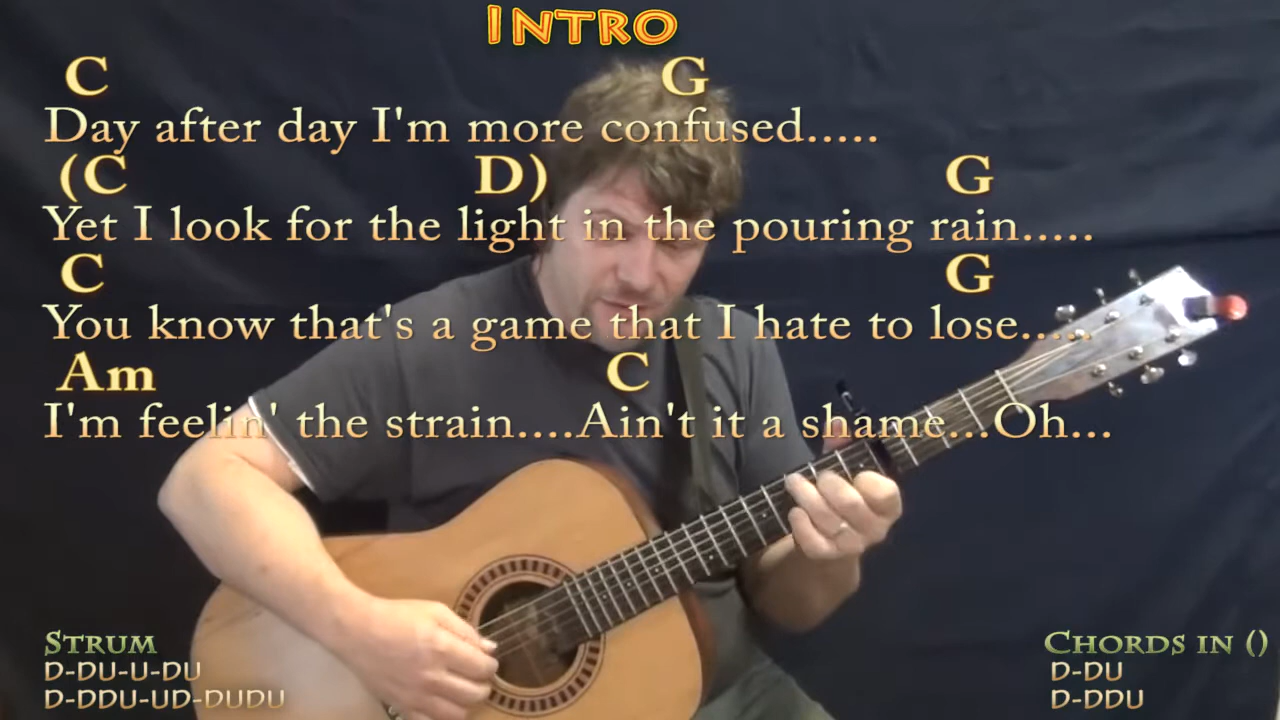 INTRO
C G
Day after day I'm more confused.....
(C D) G
Yet I look for the light in the pouring rain.....
C G
You know that's a game that I hate to lose.....
Am C
I'm feelin' the strain....Ain't it a shame...Oh...
STRUM
D-DU-U-DU
D-DDU-UD-DUDU
CHORDS IN ()
D-DU
D-DDU